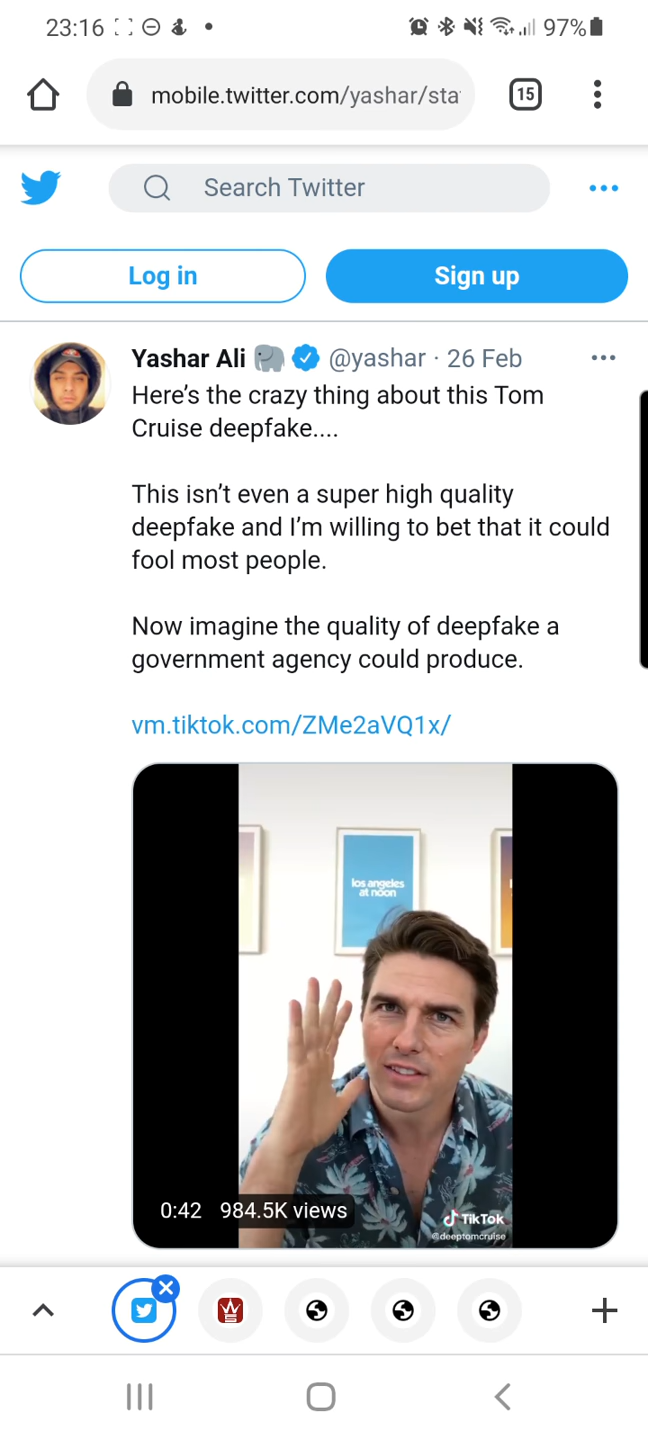 23:16
97%
mobile.twitter.com/yashar/sta
15
Search Twitter
Log in
Sign up
Yashar Ali 🐘 @yashar · 26 Feb
Here's the crazy thing about this Tom
Cruise deepfake....
This isn't even a super high quality
deepfake and I'm willing to bet that it could
fool most people.
Now imagine the quality of deepfake a
government agency could produce.
vm.tiktok.com/ZMe2aVQ1x/
los angeles
at noon
0:42 984.5K views
TikTok
@deeptomcruise